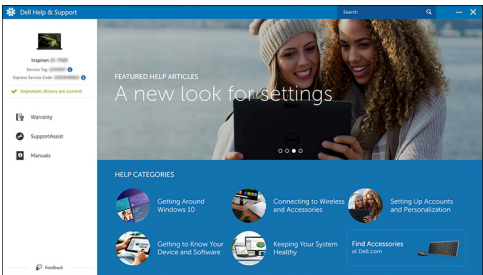 Dell Help & Support
Search
Inspiron
Service Tag
Express Service Code
Important drivers are current
Warranty
SupportAssist
Manuals
Feedback
FEATURED HELP ARTICLES
A new look for settings
HELP CATEGORIES
Getting Around
Windows 10
Connecting to Wireless
and Accessories
Setting Up Accounts
and Personalization
Getting to Know Your
Device and Software
Keeping Your System
Healthy
Find Accessories
at Dell.com